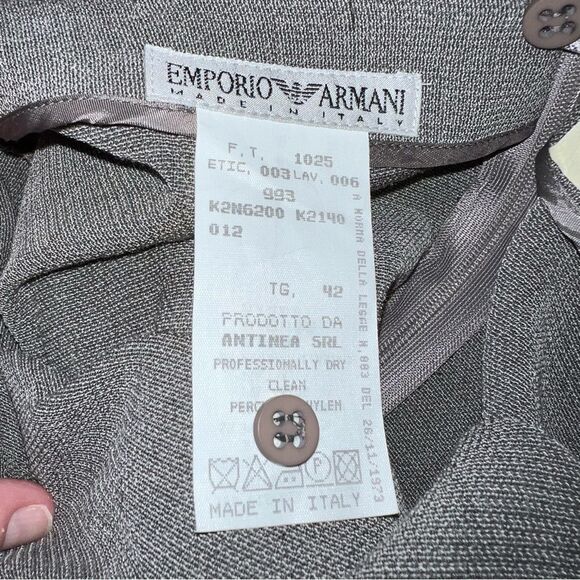 EMPORIO ARMANI
MADE IN ITALY
F.T. 1025
ETIC. 003 LAV. 006
993
K2N6200 K2140
012
TG. 42
PRODOTTO DA
ANTINEA SRL
PROFESSIONALLY DRY
CLEAN
MADE IN ITALY
A NORMA DELLA LEGGE N.883 DEL 26/11/1973